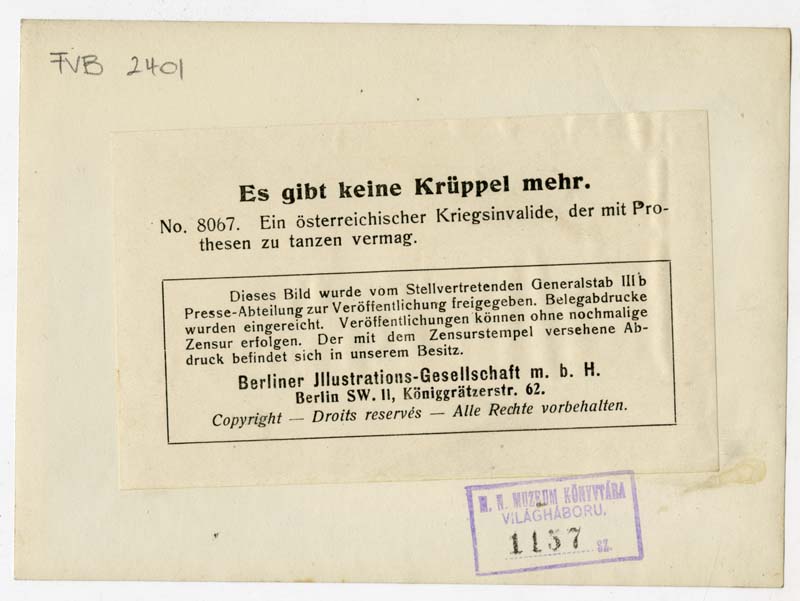 FVB 2401
Es gibt keine Krüppel mehr.
No. 8067. Ein österreichischer Kriegsinvalide, der mit Pro-
thesen zu tanzen vermag.
Dieses Bild wurde vom Stellvertretenden Generalstab III b
Presse-Abteilung zur Veröffentlichung freigegeben. Belegabdrucke
wurden eingereicht. Veröffentlichungen können ohne nochmalige
Zensur erfolgen. Der mit dem Zensurstempel versehene Ab-
druck befindet sich in unserem Besitz.
Berliner Jllustrations-Gesellschaft m. b. H.
Berlin SW. 11, Königgrätzerstr. 62.
Copyright — Droits reservés — Alle Rechte vorbehalten.
M. N. MUZEUM KÖNYVTÁRA
VILÁGHÁBORU.
1157 sz.